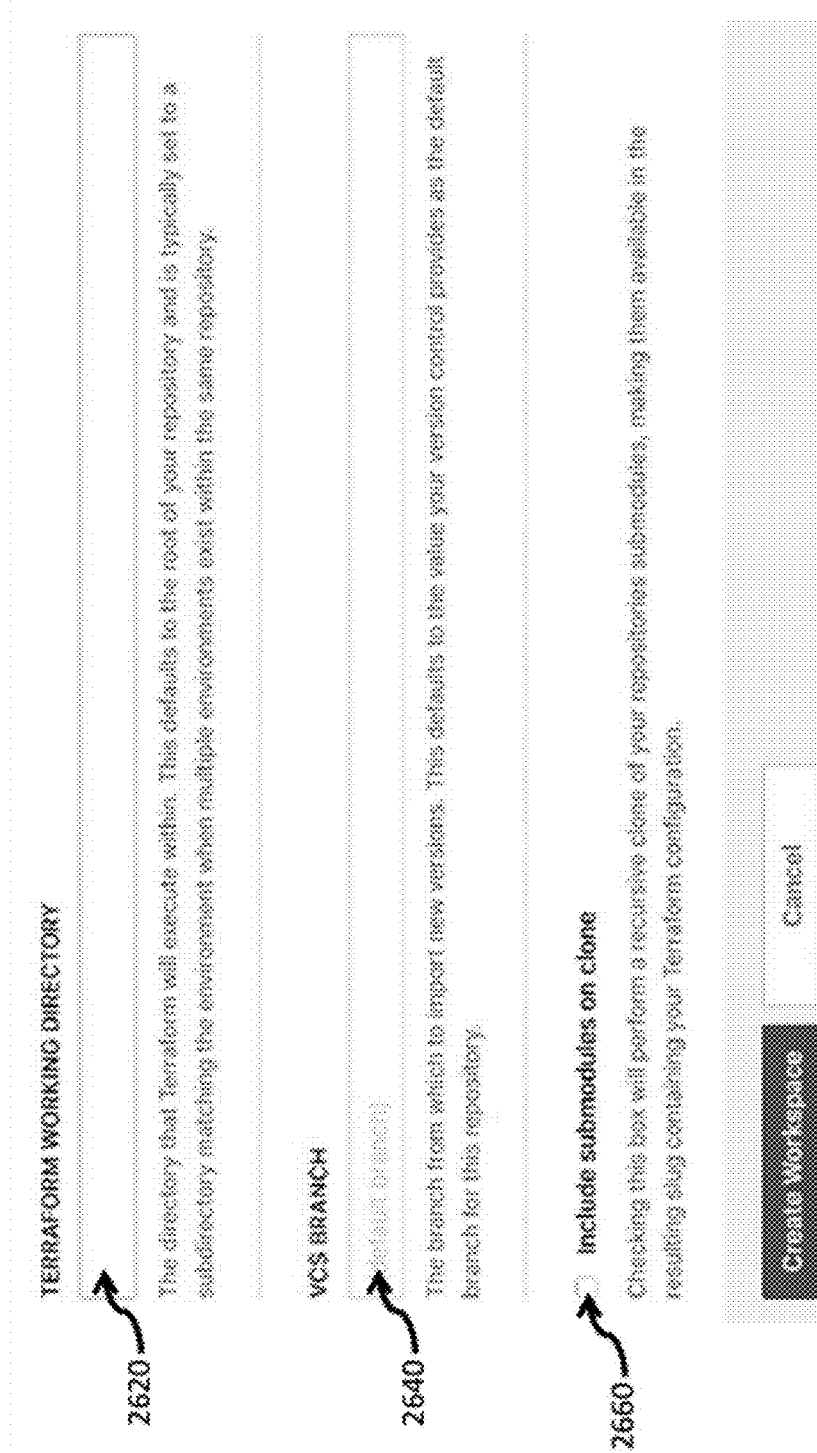 TERRAFORM WORKING DIRECTORY
2620
The directory that Terraform will execute within. This defaults to the root of your repository and is typically set to a
subdirectory matching the environment when multiple environments exist within the same repository.
VCS BRANCH
(default branch)
2640
The branch from which to import new versions. This defaults to the value your version control provides as the default
branch for this repository.
Include submodules on clone
2660
Checking this box will perform a recursive clone of your repositories submodules, making them available in the
resulting slug containing your Terraform configuration.
Create Workspace
Cancel